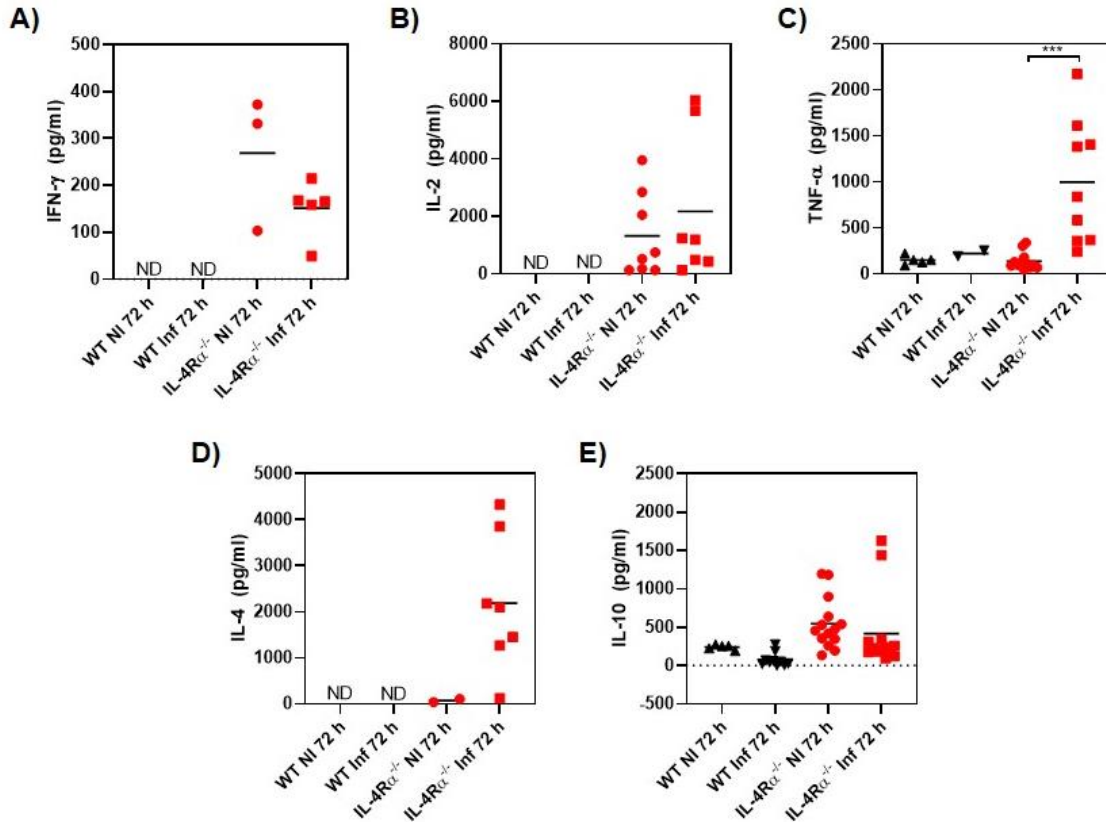 A)
500
400
300
200
100
0
IFN-γ (pg/ml)
ND
ND
WT NI 72 h
WT Inf 72 h
IL-4Rα⁻/⁻ NI 72 h
IL-4Rα⁻/⁻ Inf 72 h
B)
8000
6000
4000
2000
0
IL-2 (pg/ml)
ND
ND
WT NI 72 h
WT Inf 72 h
IL-4Rα⁻/⁻ NI 72 h
IL-4Rα⁻/⁻ Inf 72 h
C)
2500
2000
1500
1000
500
0
TNF-α (pg/ml)
***
WT NI 72 h
WT Inf 72 h
IL-4Rα⁻/⁻ NI 72 h
IL-4Rα⁻/⁻ Inf 72 h
D)
5000
4000
3000
2000
1000
0
IL-4 (pg/ml)
ND
ND
WT NI 72 h
WT Inf 72 h
IL-4Rα⁻/⁻ NI 72 h
IL-4Rα⁻/⁻ Inf 72 h
E)
2500
2000
1500
1000
500
0
-500
IL-10 (pg/ml)
WT NI 72 h
WT Inf 72 h
IL-4Rα⁻/⁻ NI 72 h
IL-4Rα⁻/⁻ Inf 72 h